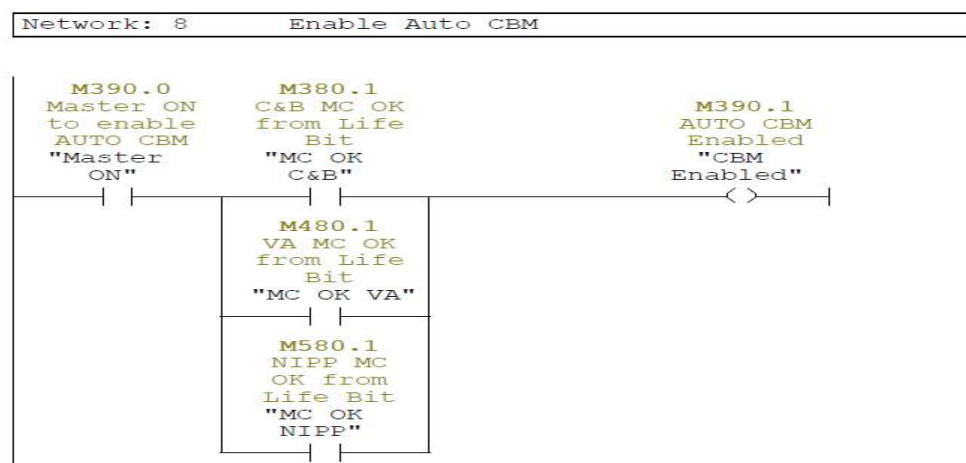 Network: 8 Enable Auto CBM
M390.0
Master ON
to enable
AUTO CBM
"Master
ON"
M380.1
C&B MC OK
from Life
Bit
"MC OK
C&B"
M390.1
AUTO CBM
Enabled
"CBM
Enabled"
M480.1
VA MC OK
from Life
Bit
"MC OK VA"
M580.1
NIPP MC
OK from
Life Bit
"MC OK
NIPP"